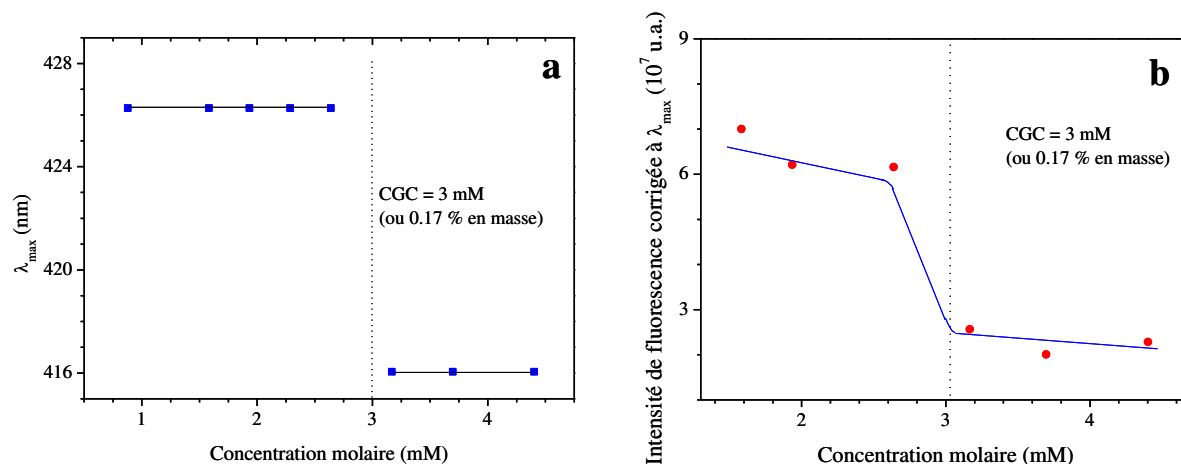 a
428
424
420
416
λmax (nm)
CGC = 3 mM
(ou 0.17 % en masse)
1 2 3 4
Concentration molaire (mM)
b
9
6
3
Intensité de fluorescence corrigée à λmax (10⁷ u.a.)
CGC = 3 mM
(ou 0.17 % en masse)
2 3 4
Concentration molaire (mM)